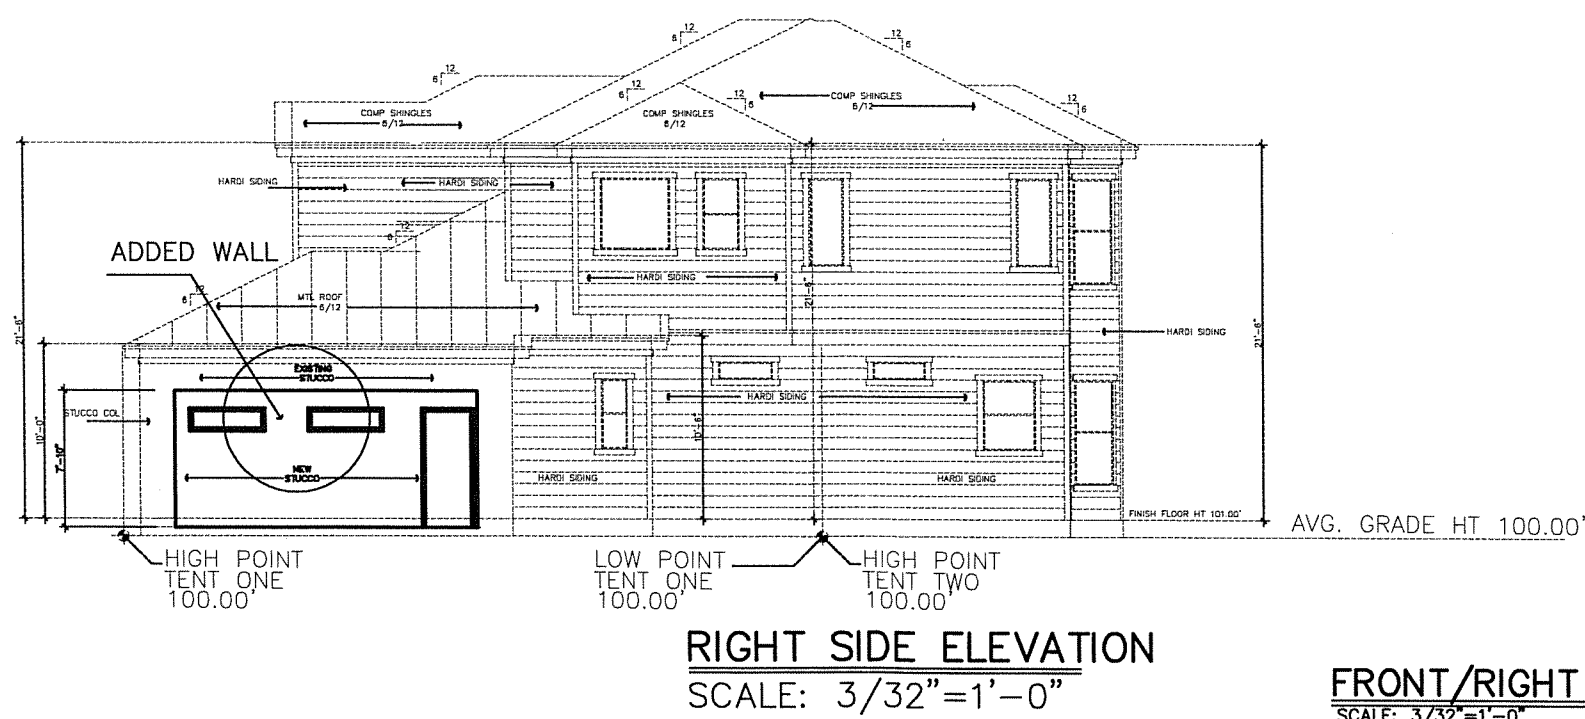 12
6
12
6
12
6
12
6
12
6
12
6
COMP SHINGLES
6/12
COMP SHINGLES
6/12
COMP SHINGLES
6/12
HARDI SIDING
HARDI SIDING
12
6
ADDED WALL
HARDI SIDING
12
6
MTL ROOF
6/12
21'-6"
21'-6"
21'-6"
HARDI SIDING
EXISTING
STUCCO
STUCCO COL
10'-0"
7'-10"
10'-6"
HARDI SIDING
NEW
STUCCO
HARDI SIDING
HARDI SIDING
FINISH FLOOR HT 101.00'
AVG. GRADE HT 100.00'
HIGH POINT
TENT ONE
100.00'
LOW POINT
TENT ONE
100.00'
HIGH POINT
TENT TWO
100.00'
RIGHT SIDE ELEVATION
SCALE: 3/32"=1'-0"
FRONT/RIGHT
SCALE: 3/32"=1'-0"